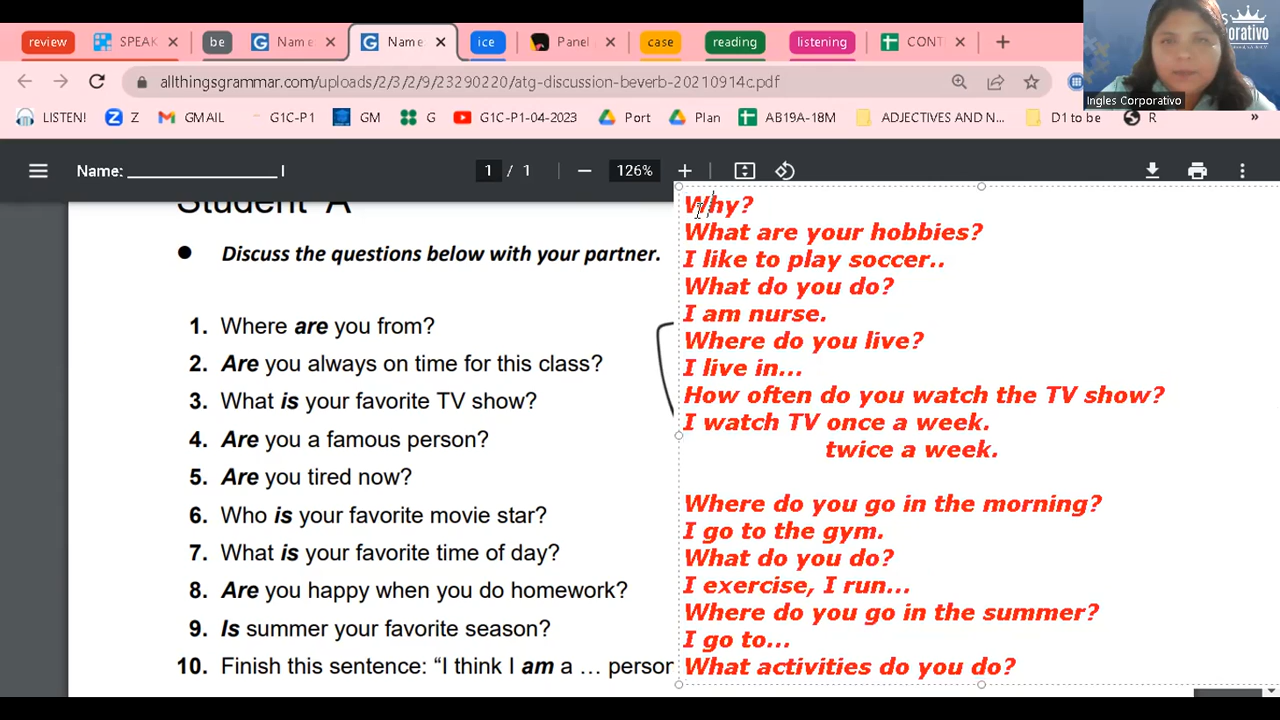 review
SPEAK
be
Name
Name
ice
Panel
case
reading
listening
CONT
allthingsgrammar.com/uploads/2/3/2/9/23290220/atg-discussion-beverb-20210914c.pdf
Ingles Corporativo
LISTEN!
Z
GMAIL
G1C-P1
GM
G
G1C-P1-04-2023
Port
Plan
AB19A-18M
ADJECTIVES AND N...
D1 to be
R
»
Name: _____________ I
1 / 1
126%
Student A
● Discuss the questions below with your partner.
1. Where are you from?
2. Are you always on time for this class?
3. What is your favorite TV show?
4. Are you a famous person?
5. Are you tired now?
6. Who is your favorite movie star?
7. What is your favorite time of day?
8. Are you happy when you do homework?
9. Is summer your favorite season?
10. Finish this sentence: “I think I am a … person
Why?
What are your hobbies?
I like to play soccer..
What do you do?
I am nurse.
Where do you live?
I live in...
How often do you watch the TV show?
I watch TV once a week.
twice a week.
Where do you go in the morning?
I go to the gym.
What do you do?
I exercise, I run...
Where do you go in the summer?
I go to...
What activities do you do?